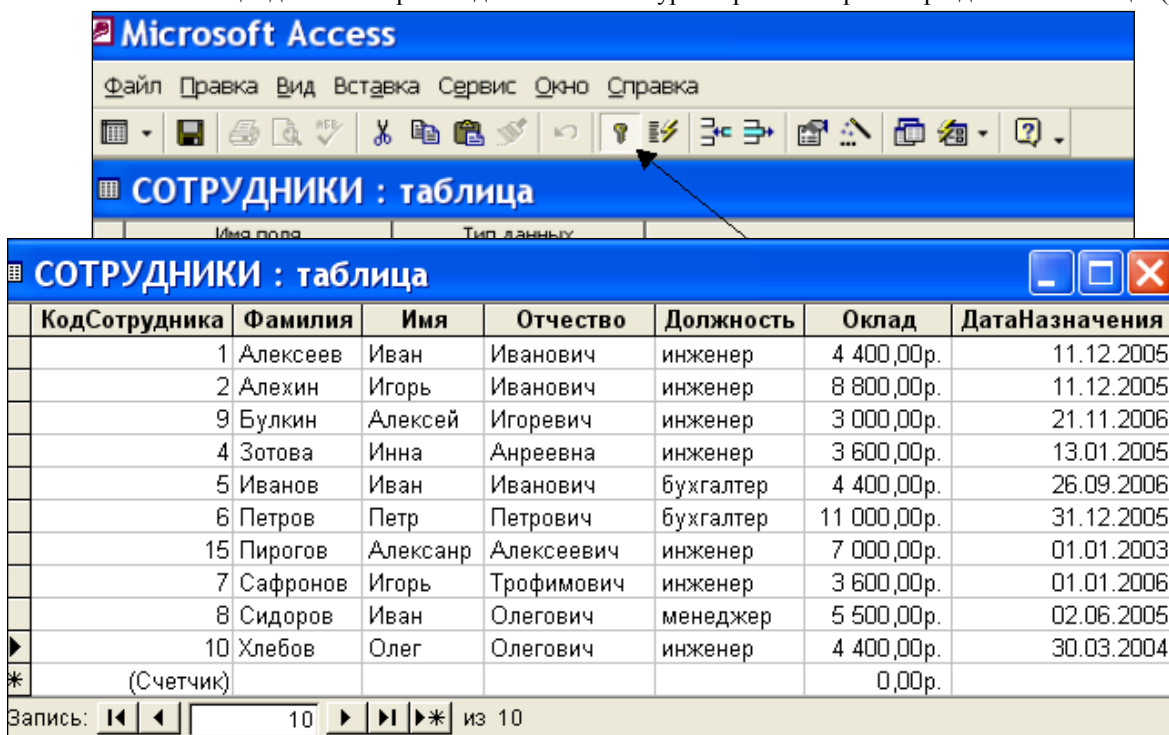 Microsoft Access
Файл Правка Вид Вставка Сервис Окно Справка
СОТРУДНИКИ : таблица
Имя поля Тип данных
СОТРУДНИКИ : таблица
КодСотрудника Фамилия Имя Отчество Должность Оклад ДатаНазначения
1 Алексеев Иван Иванович инженер 4 400,00р. 11.12.2005
2 Алехин Игорь Иванович инженер 8 800,00р. 11.12.2005
9 Булкин Алексей Игоревич инженер 3 000,00р. 21.11.2006
4 Зотова Инна Анреевна инженер 3 600,00р. 13.01.2005
5 Иванов Иван Иванович бухгалтер 4 400,00р. 26.09.2006
6 Петров Петр Петрович бухгалтер 11 000,00р. 31.12.2005
15 Пирогов Алексанр Алексеевич инженер 7 000,00р. 01.01.2003
7 Сафронов Игорь Трофимович инженер 3 600,00р. 01.01.2006
8 Сидоров Иван Олегович менеджер 5 500,00р. 02.06.2005
10 Хлебов Олег Олегович инженер 4 400,00р. 30.03.2004
(Счетчик) 0,00р.
Запись: 10 из 10